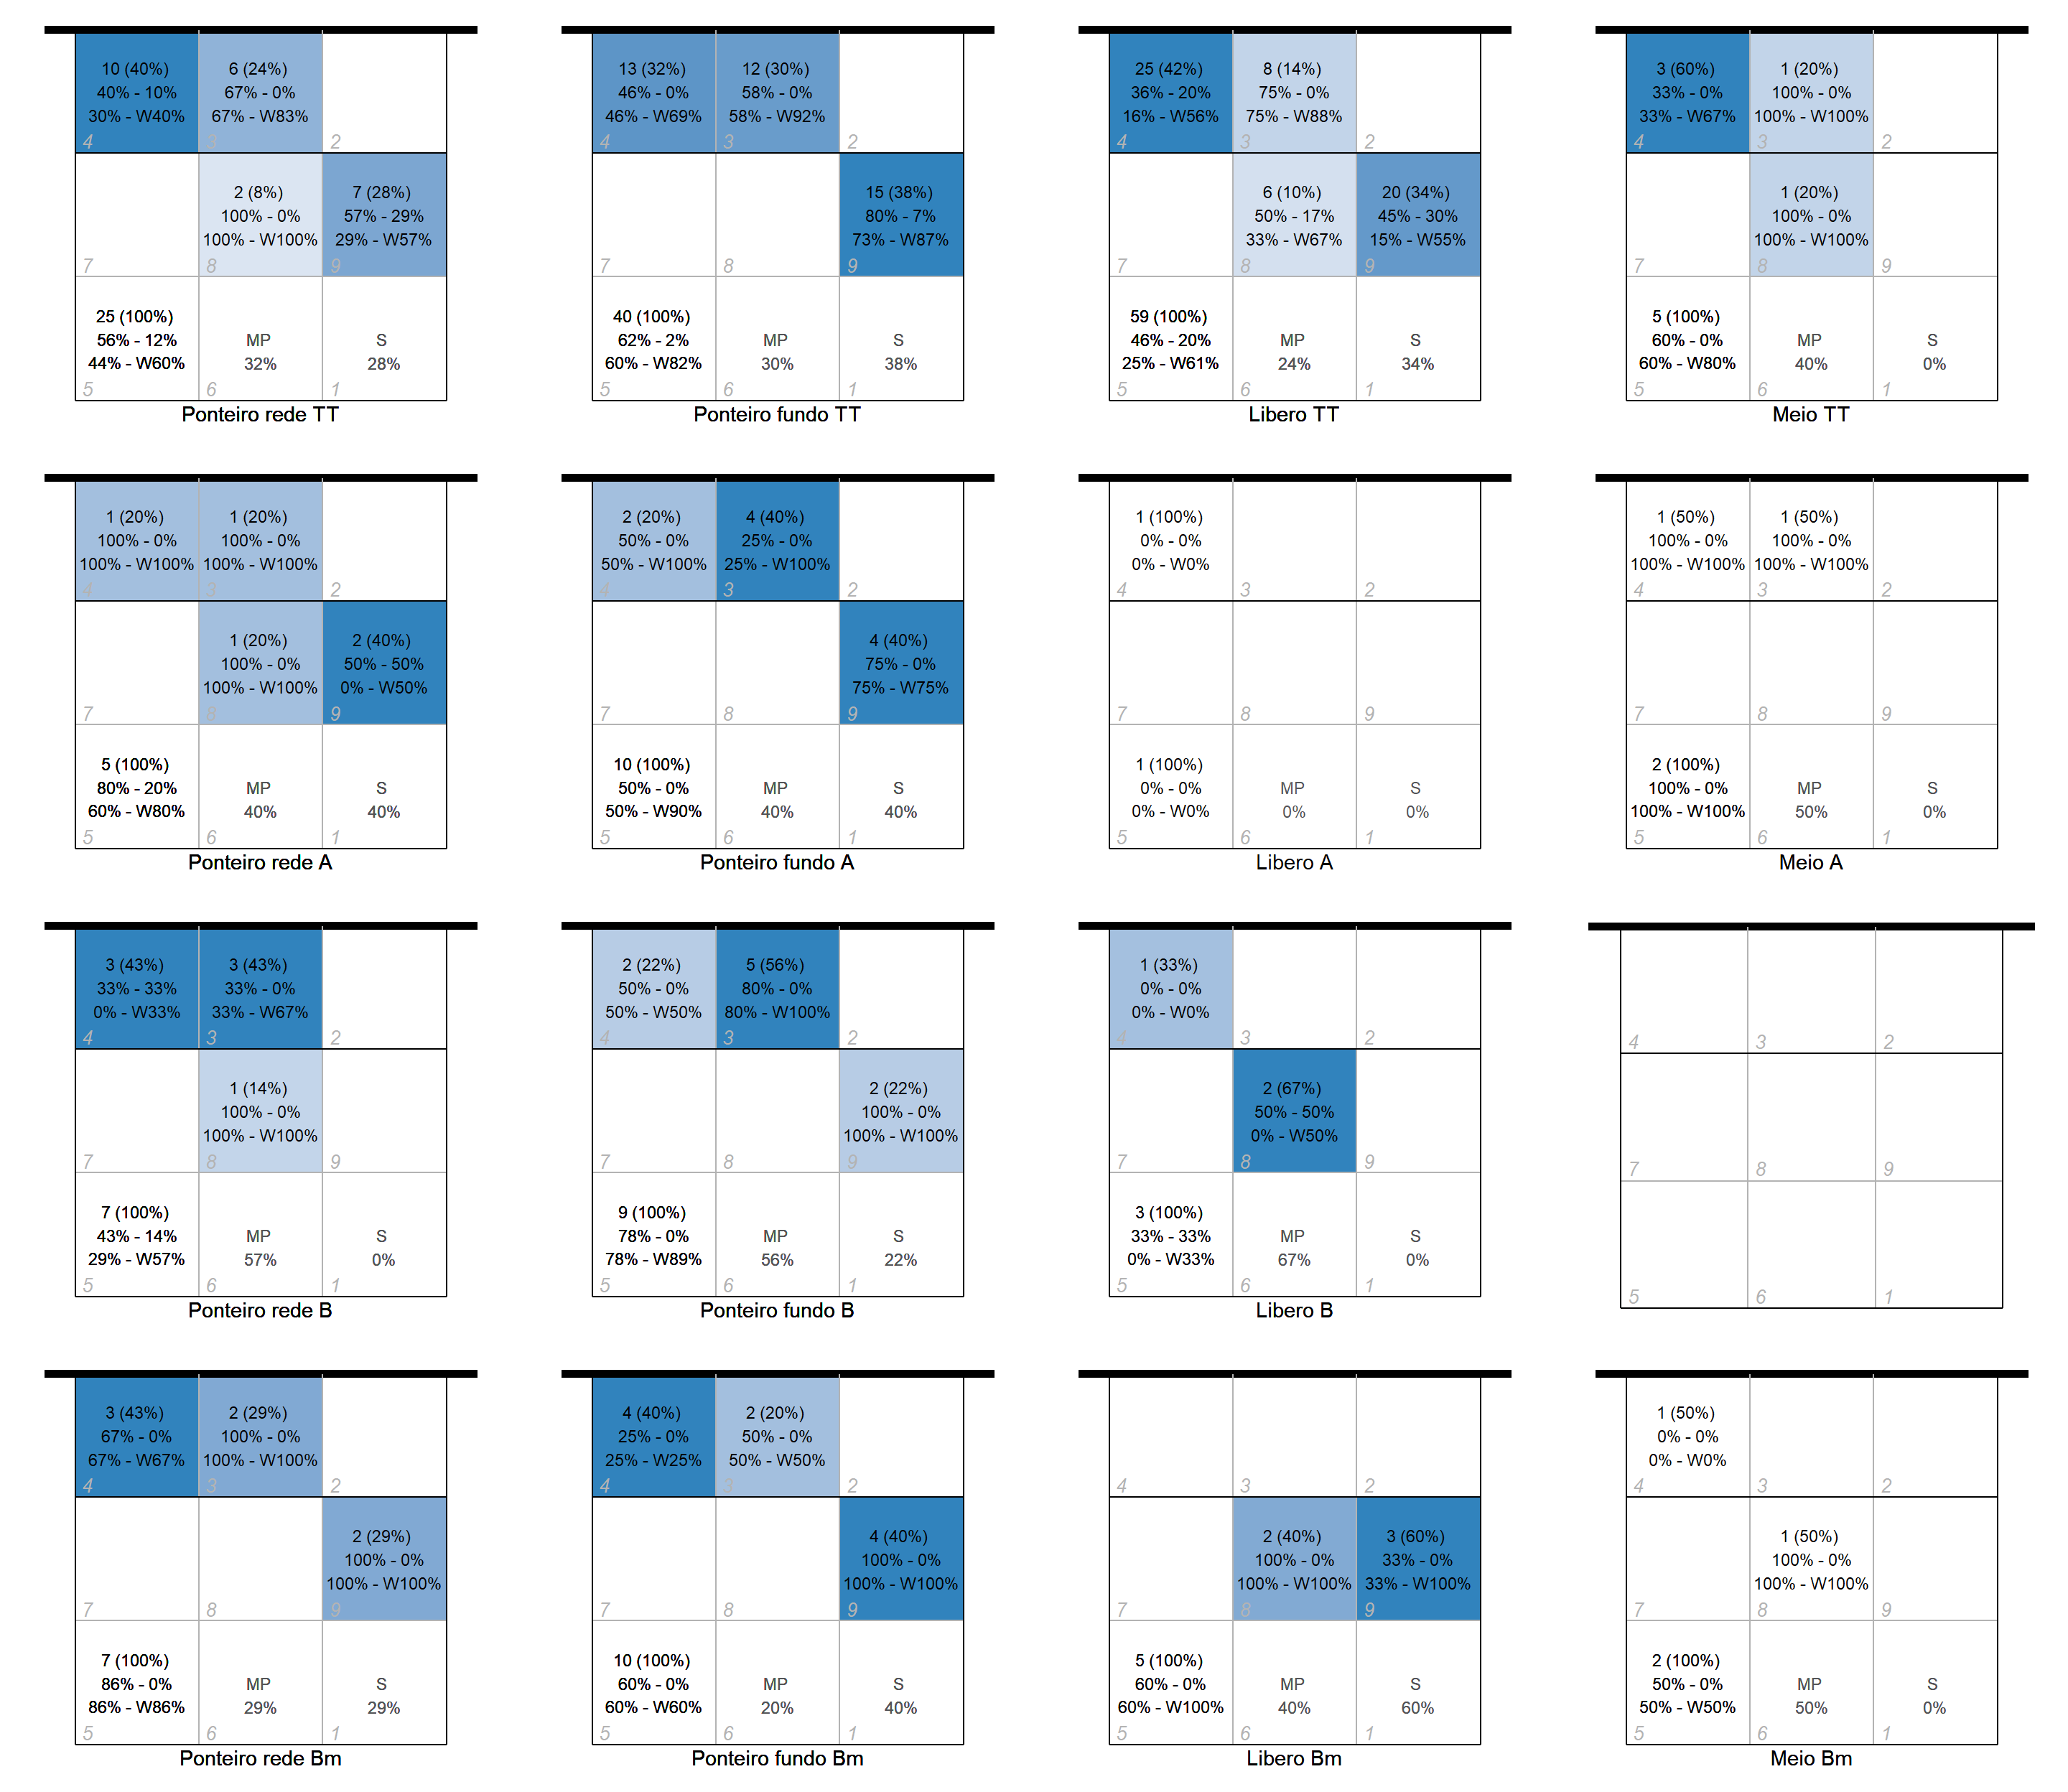 10 (40%)
40% - 10%
30% - W40%
4
6 (24%)
67% - 0%
67% - W83%
3
2
7
2 (8%)
100% - 0%
100% - W100%
8
7 (28%)
57% - 29%
29% - W57%
9
25 (100%)
56% - 12%
44% - W60%
5
MP
32%
6
S
28%
1
Ponteiro rede TT
13 (32%)
46% - 0%
46% - W69%
4
12 (30%)
58% - 0%
58% - W92%
3
2
7
8
15 (38%)
80% - 7%
73% - W87%
9
40 (100%)
62% - 2%
60% - W82%
5
MP
30%
6
S
38%
1
Ponteiro fundo TT
25 (42%)
36% - 20%
16% - W56%
4
8 (14%)
75% - 0%
75% - W88%
3
2
7
6 (10%)
50% - 17%
33% - W67%
8
20 (34%)
45% - 30%
15% - W55%
9
59 (100%)
46% - 20%
25% - W61%
5
MP
24%
6
S
34%
1
Libero TT
3 (60%)
33% - 0%
33% - W67%
4
1 (20%)
100% - 0%
100% - W100%
3
2
7
1 (20%)
100% - 0%
100% - W100%
8
9
5 (100%)
60% - 0%
60% - W80%
5
MP
40%
6
S
0%
1
Meio TT
1 (20%)
100% - 0%
100% - W100%
4
1 (20%)
100% - 0%
100% - W100%
3
2
7
1 (20%)
100% - 0%
100% - W100%
8
2 (40%)
50% - 50%
0% - W50%
9
5 (100%)
80% - 20%
60% - W80%
5
MP
40%
6
S
40%
1
Ponteiro rede A
2 (20%)
50% - 0%
50% - W100%
4
4 (40%)
25% - 0%
25% - W100%
3
2
7
8
4 (40%)
75% - 0%
75% - W75%
9
10 (100%)
50% - 0%
50% - W90%
5
MP
40%
6
S
40%
1
Ponteiro fundo A
1 (100%)
0% - 0%
0% - W0%
4
3
2
7
8
9
1 (100%)
0% - 0%
0% - W0%
5
MP
0%
6
S
0%
1
Libero A
1 (50%)
100% - 0%
100% - W100%
4
1 (50%)
100% - 0%
100% - W100%
3
2
7
8
9
2 (100%)
100% - 0%
100% - W100%
5
MP
50%
6
S
0%
1
Meio A
3 (43%)
33% - 33%
0% - W33%
4
3 (43%)
33% - 0%
33% - W67%
3
2
7
1 (14%)
100% - 0%
100% - W100%
8
9
7 (100%)
43% - 14%
29% - W57%
5
MP
57%
6
S
0%
1
Ponteiro rede B
2 (22%)
50% - 0%
50% - W50%
4
5 (56%)
80% - 0%
80% - W100%
3
2
7
8
2 (22%)
100% - 0%
100% - W100%
9
9 (100%)
78% - 0%
78% - W89%
5
MP
56%
6
S
22%
1
Ponteiro fundo B
1 (33%)
0% - 0%
0% - W0%
4
3
2
7
2 (67%)
50% - 50%
0% - W50%
8
9
3 (100%)
33% - 33%
0% - W33%
5
MP
67%
6
S
0%
1
Libero B
4
3
2
7
8
9
5
6
1
3 (43%)
67% - 0%
67% - W67%
4
2 (29%)
100% - 0%
100% - W100%
3
2
7
8
2 (29%)
100% - 0%
100% - W100%
9
7 (100%)
86% - 0%
86% - W86%
5
MP
29%
6
S
29%
1
Ponteiro rede Bm
4 (40%)
25% - 0%
25% - W25%
4
2 (20%)
50% - 0%
50% - W50%
3
2
7
8
4 (40%)
100% - 0%
100% - W100%
9
10 (100%)
60% - 0%
60% - W60%
5
MP
20%
6
S
40%
1
Ponteiro fundo Bm
4
3
2
7
2 (40%)
100% - 0%
100% - W100%
8
3 (60%)
33% - 0%
33% - W100%
9
5 (100%)
60% - 0%
60% - W100%
5
MP
40%
6
S
60%
1
Libero Bm
1 (50%)
0% - 0%
0% - W0%
4
3
2
7
1 (50%)
100% - 0%
100% - W100%
8
9
2 (100%)
50% - 0%
50% - W50%
5
MP
50%
6
S
0%
1
Meio Bm